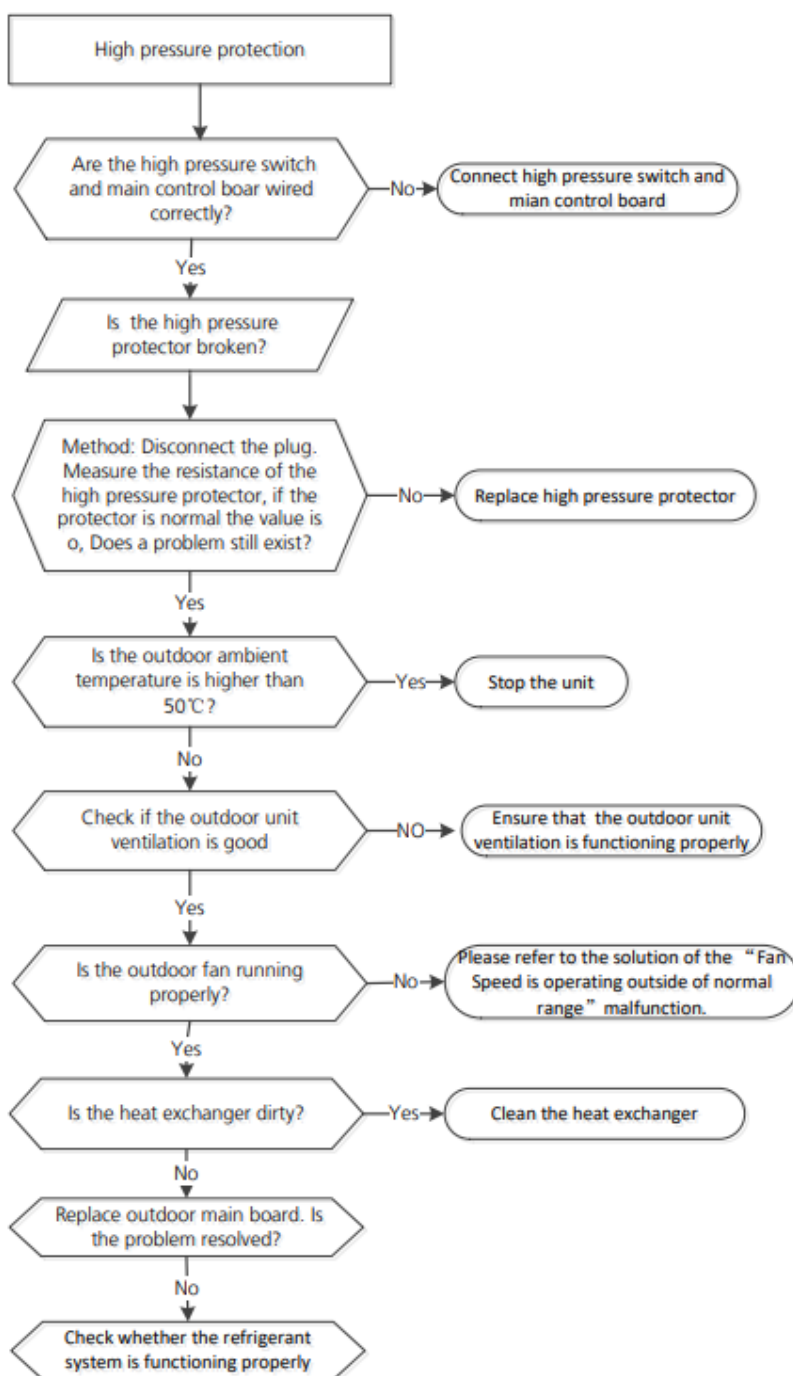 High pressure protection
Are the high pressure switch
and main control boar wired
correctly?
No
Connect high pressure switch and
mian control board
Yes
Is the high pressure
protector broken?
Method: Disconnect the plug.
Measure the resistance of the
high pressure protector, if the
protector is normal the value is
o, Does a problem still exist?
No
Replace high pressure protector
Yes
Is the outdoor ambient
temperature is higher than
50℃?
Yes
Stop the unit
No
Check if the outdoor unit
ventilation is good
NO
Ensure that the outdoor unit
ventilation is functioning properly
Yes
Is the outdoor fan running
properly?
No
Please refer to the solution of the “Fan
Speed is operating outside of normal
range” malfunction.
Yes
Is the heat exchanger dirty?
Yes
Clean the heat exchanger
No
Replace outdoor main board. Is
the problem resolved?
No
Check whether the refrigerant
system is functioning properly